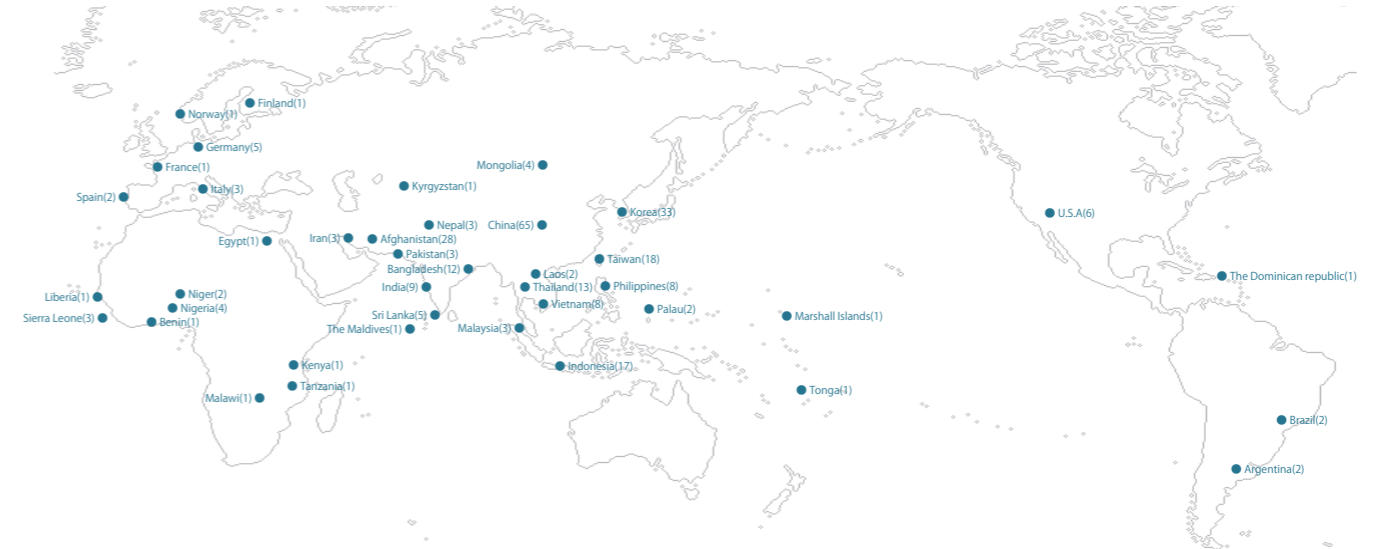 Finland(1)
Norway(1)
Germany(5)
Mongolia(4)
France(1)
Kyrgyzstan(1)
Italy(3)
Spain(2)
Korea(33)
U.S.A(6)
Nepal(3)
China(65)
Iran(3)
Afghanistan(28)
Egypt(1)
Pakistan(3)
Taiwan(18)
Bangladesh(12)
Laos(2)
The Dominican republic(1)
India(9)
Thailand(13)
Philippines(8)
Niger(2)
Liberia(1)
Vietnam(8)
Nigeria(4)
Palau(2)
Sri Lanka(5)
Marshall Islands(1)
Sierra Leone(3)
Benin(1)
The Maldives(1)
Malaysia(3)
Kenya(1)
Indonesia(17)
Tanzania(1)
Tonga(1)
Malawi(1)
Brazil(2)
Argentina(2)